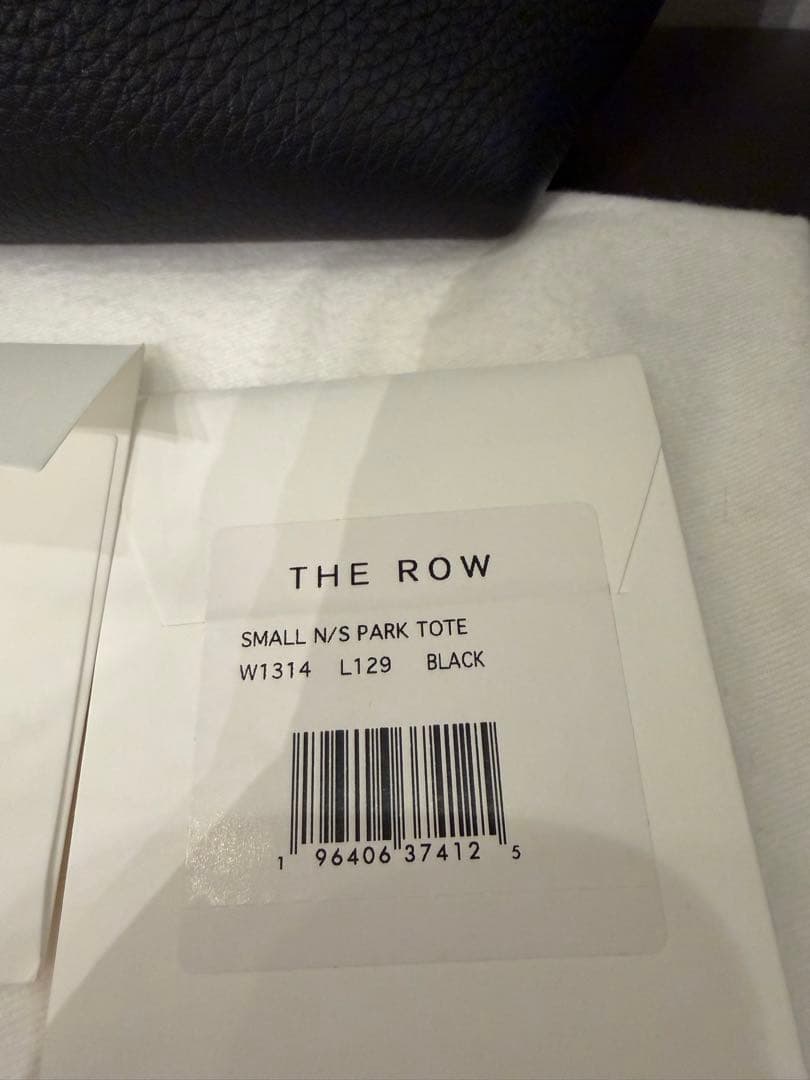 THE ROW
SMALL N/S PARK TOTE
W1314 L129 BLACK
1 96406 37412 5